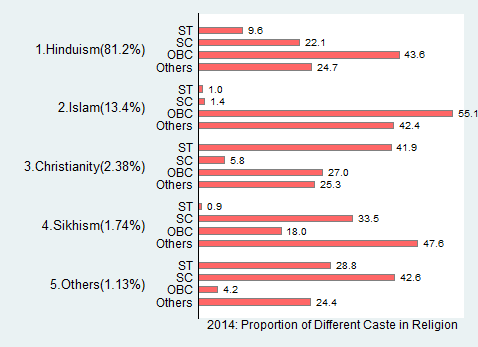 ST 9.6
SC 22.1
1.Hinduism(81.2%)
OBC 43.6
Others 24.7
ST 1.0
SC 1.4
2.Islam(13.4%)
OBC 55.1
Others 42.4
ST 41.9
SC 5.8
3.Christianity(2.38%)
OBC 27.0
Others 25.3
ST 0.9
SC 33.5
4.Sikhism(1.74%)
OBC 18.0
Others 47.6
ST 28.8
SC 42.6
5.Others(1.13%)
OBC 4.2
Others 24.4
2014: Proportion of Different Caste in Religion